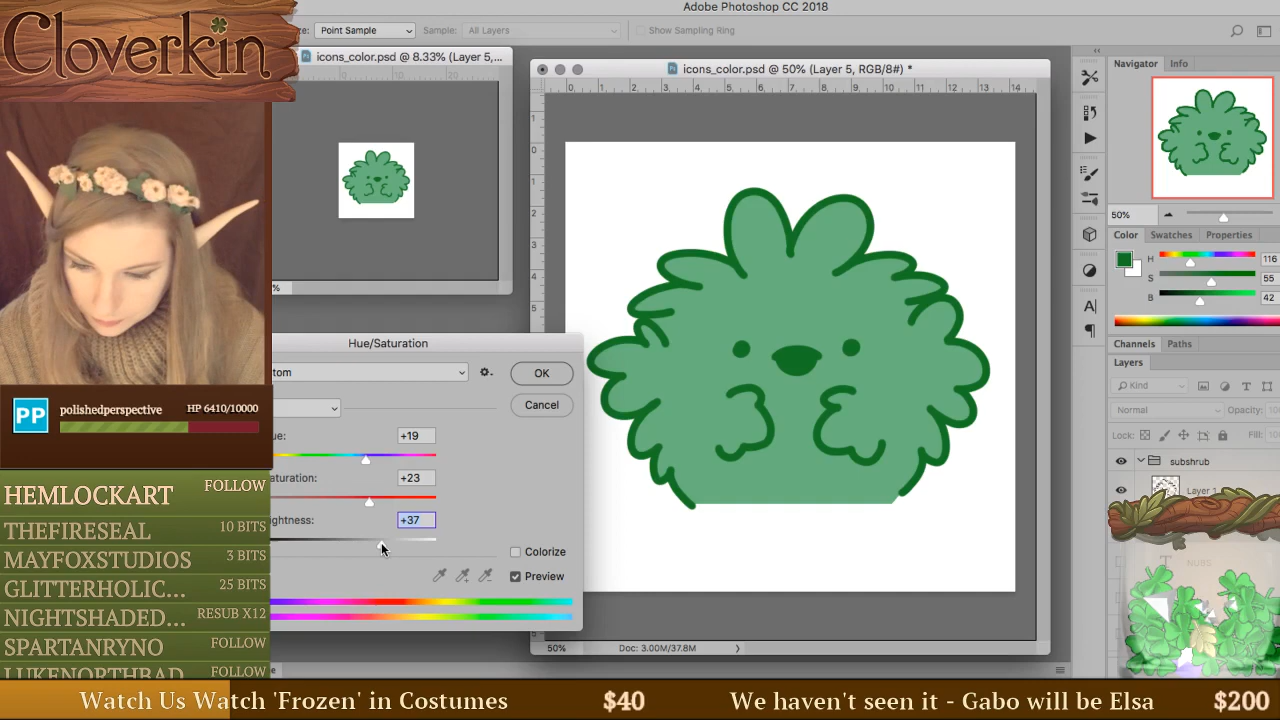 Adobe Photoshop CC 2018
Cloverkin
Point Sample
Sample: All Layers
Show Sampling Ring
icons_color.psd @ 8.33% (Layer 5,...
icons_color.psd @ 50% (Layer 5, RGB/8#) *
Navigator Info
50%
Color Swatches Properties
H 116
S 55
B 42
Channels Paths
Layers
Kind
Normal Opacity:
Lock: Fill:
subshrub
Layer 1
Hue/Saturation
OK
Cancel
+19
+23
+37
Colorize
Preview
50% Doc: 3.00M/37.8M
PP polishedperspective HP 6410/10000
HEMLOCKART FOLLOW
THEFIRESEAL 10 BITS
MAYFOXSTUDIOS 3 BITS
GLITTERHOLIC... 25 BITS
NIGHTSHADED... RESUB X12
SPARTANRYNO FOLLOW
LUKENORTHBAD FOLLOW
Watch Us Watch 'Frozen' in Costumes $40 We haven't seen it - Gabo will be Elsa $200